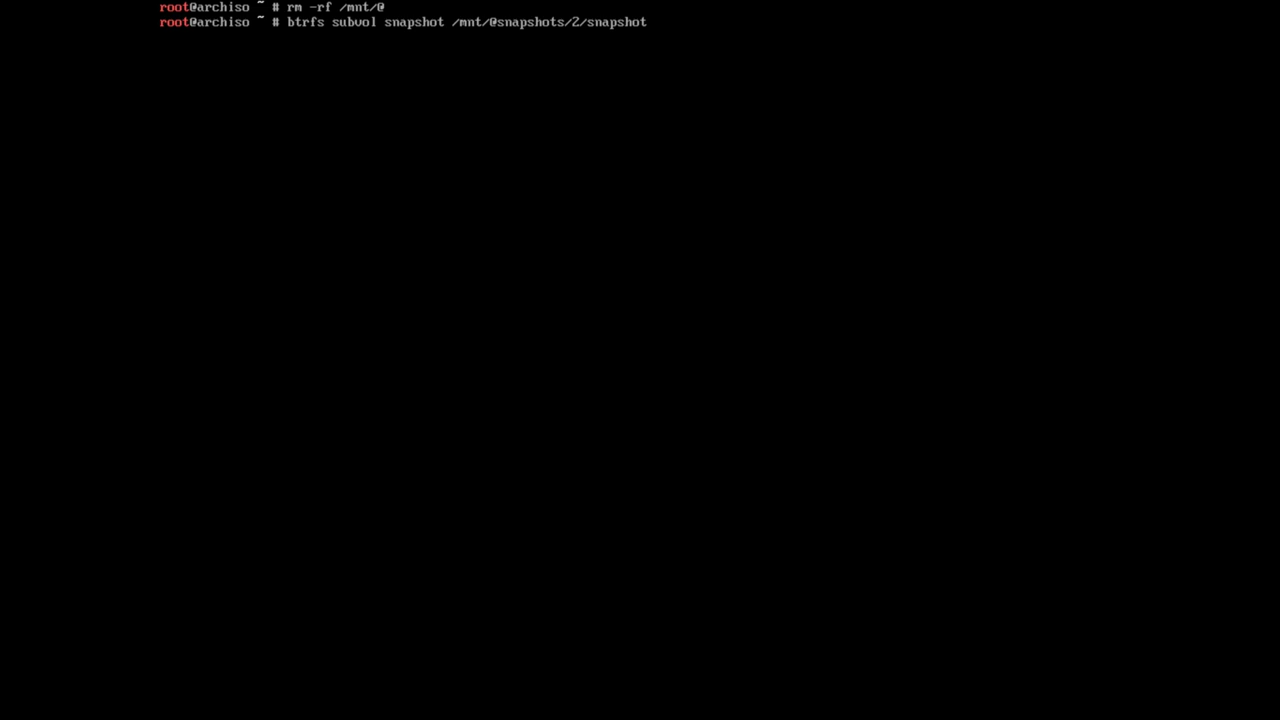 root@archiso ~ # rm -rf /mnt/@
root@archiso ~ # btrfs subvol snapshot /mnt/@snapshots/2/snapshot